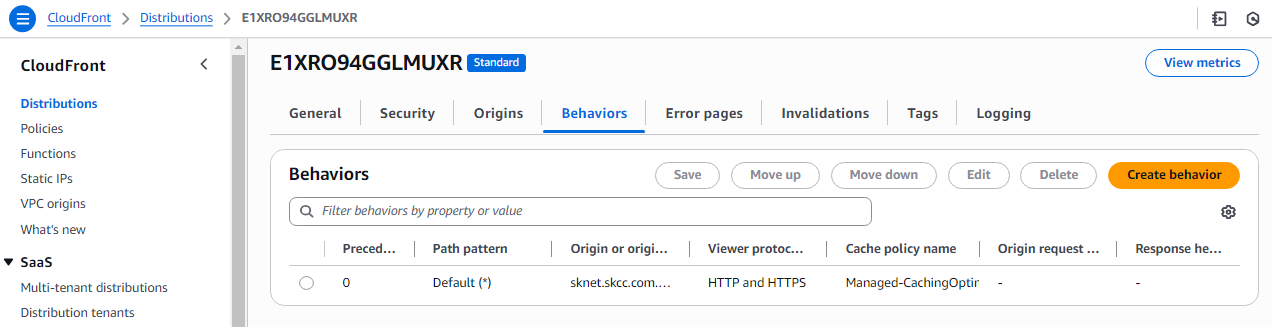 CloudFront > Distributions > E1XRO94GGLMUXR
CloudFront
Distributions
Policies
Functions
Static IPs
VPC origins
What's new
SaaS
Multi-tenant distributions
Distribution tenants
E1XRO94GGLMUXR Standard View metrics
General Security Origins Behaviors Error pages Invalidations Tags Logging
Behaviors Save Move up Move down Edit Delete Create behavior
Filter behaviors by property or value
Preced... Path pattern Origin or origi... Viewer protoc... Cache policy name Origin request ... Response he...
0 Default (*) sknet.skcc.com.... HTTP and HTTPS Managed-CachingOptin - -